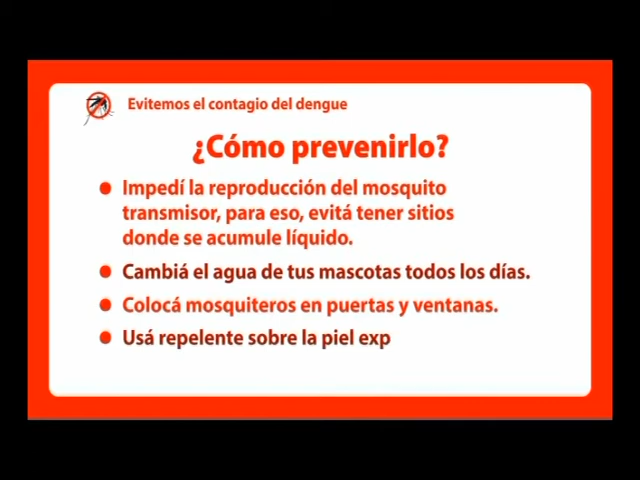 Evitemos el contagio del dengue
¿Cómo prevenirlo?
Impedí la reproducción del mosquito
transmisor, para eso, evitá tener sitios
donde se acumule líquido.
Cambiá el agua de tus mascotas todos los días.
Colocá mosquiteros en puertas y ventanas.
Usá repelente sobre la piel exp